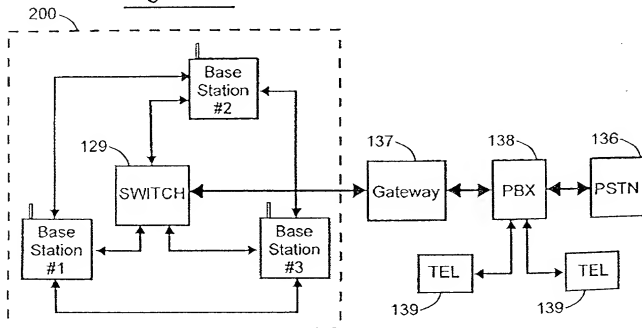 200
Base
Station
#2
129
SWITCH
137
Gateway
138
PBX
136
PSTN
Base
Station
#1
Base
Station
#3
TEL
139
TEL
139